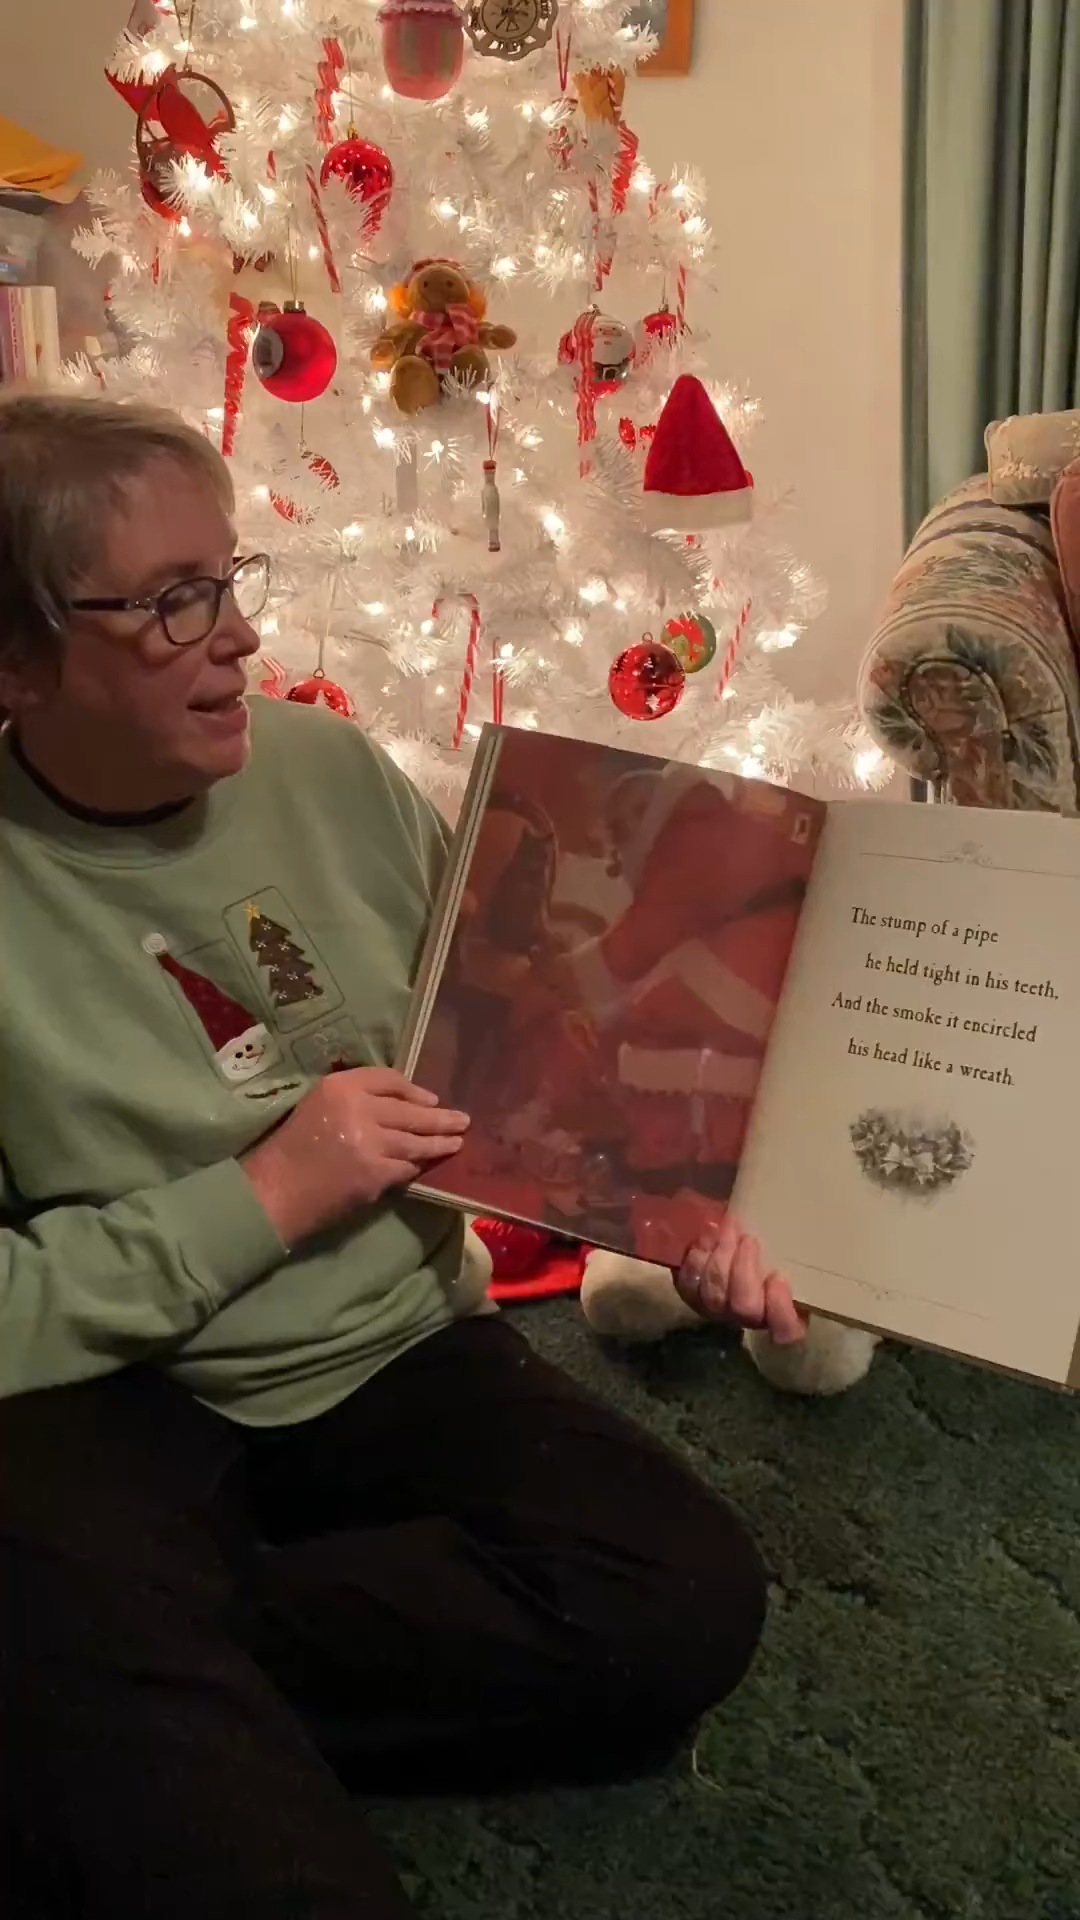 The stump of a pipe
he held tight in his teeth,
And the smoke it encircled
his head like a wreath.